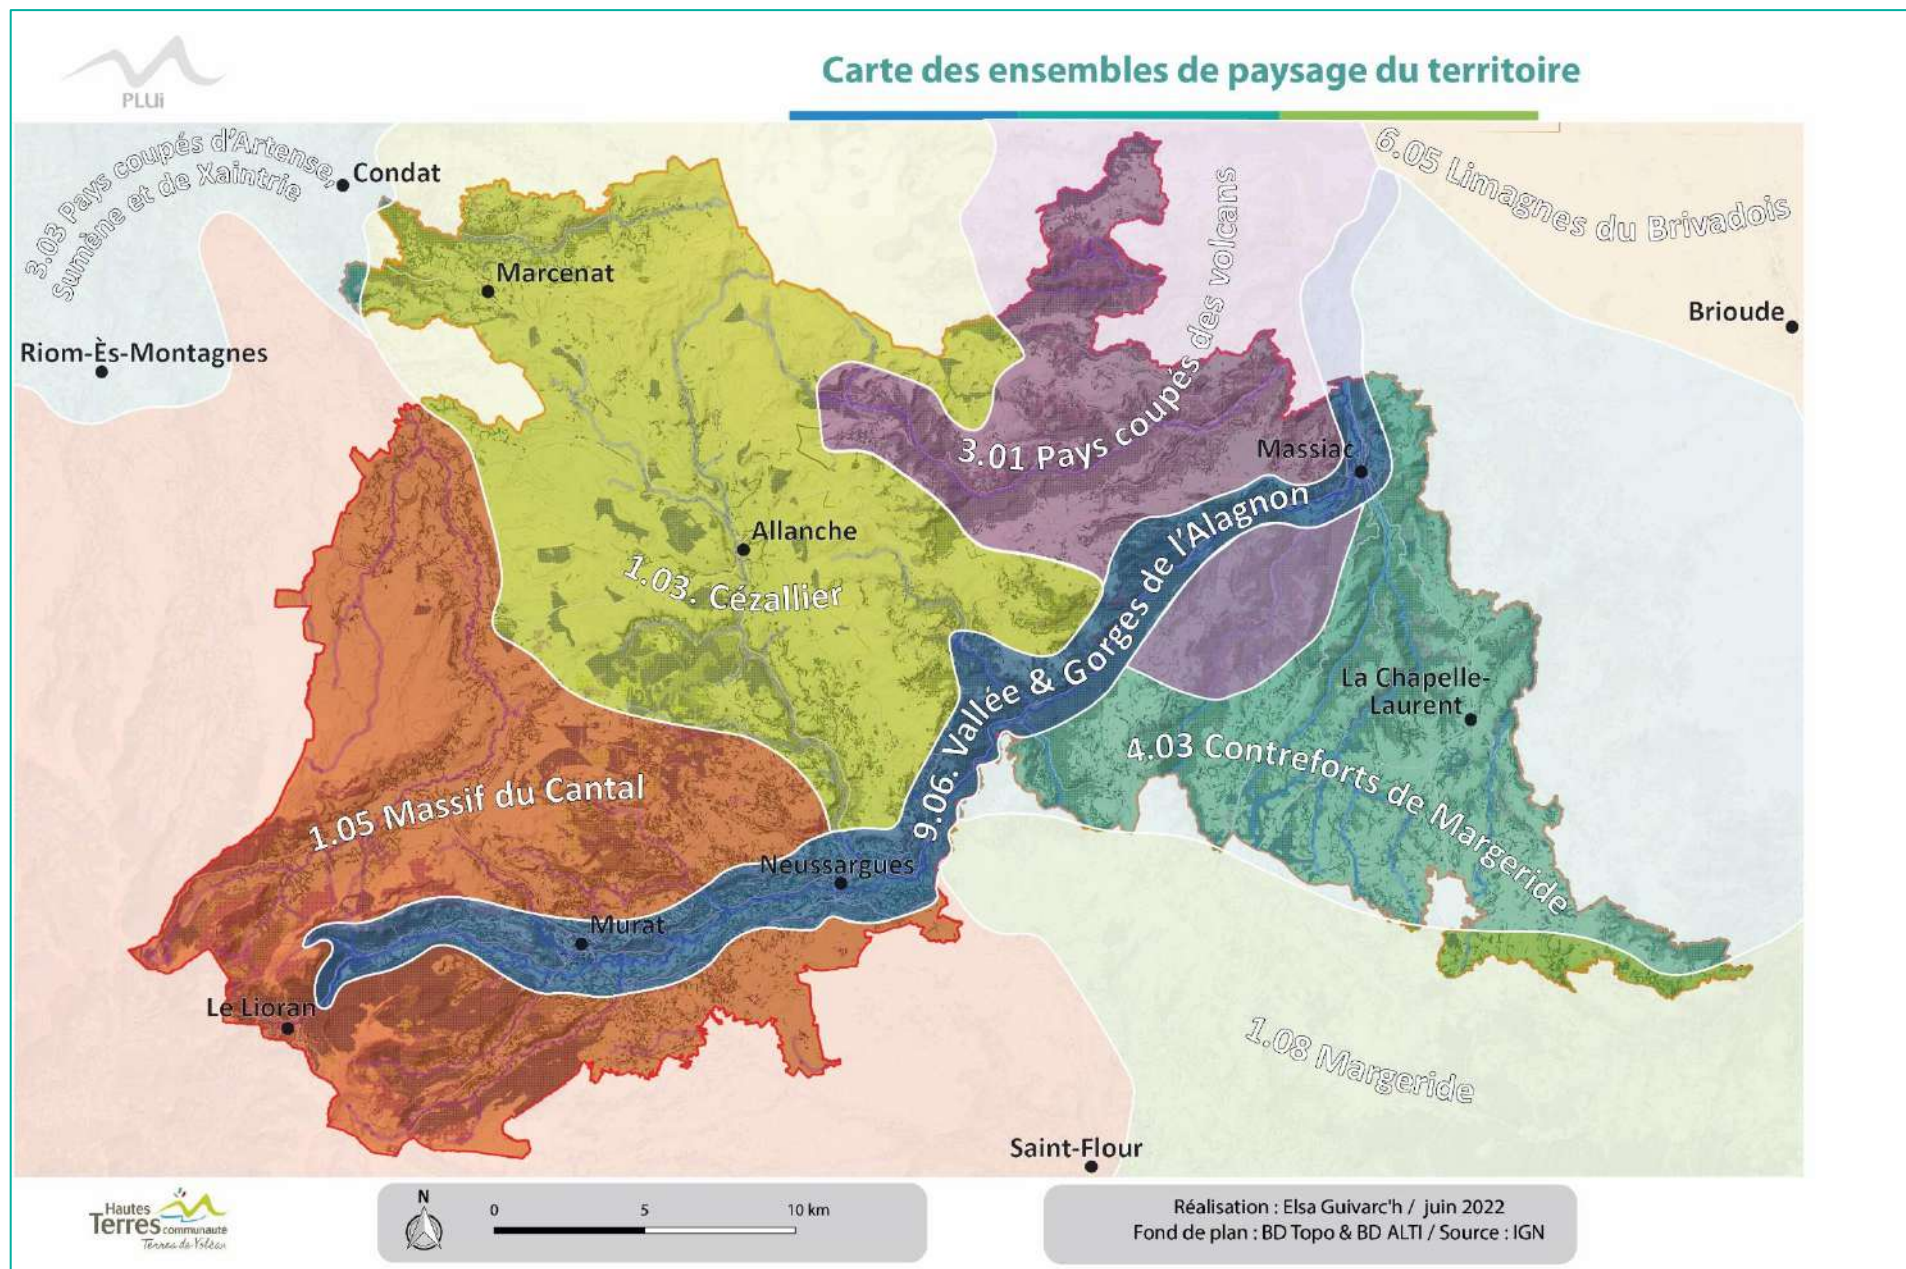 PLUi
Carte des ensembles de paysage du territoire
3.03 Pays coupés d'Artense,
Sumène et de Xaintrie
Condat
6.05 Limagnes du Brivadois
Marcenat
Brioude
Riom-Ès-Montagnes
3.01 Pays coupés des volcans
Massiac
Allanche
1.03. Cézallier
9.06. Vallée & Gorges de l'Alagnon
La Chapelle-
Laurent
4.03 Contreforts de Margeride
1.05 Massif du Cantal
Neussargues
Murat
Le Lioran
1.08 Margeride
Saint-Flour
Hautes
Terres communauté
Terres de Volcan
N
0 5 10 km
Réalisation : Elsa Guivarc'h / juin 2022
Fond de plan : BD Topo & BD ALTI / Source : IGN